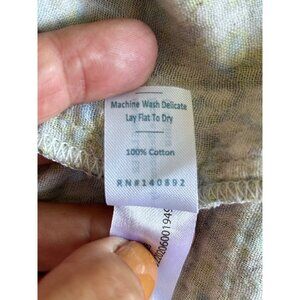 Machine Wash Delicate
Lay Flat To Dry
100% Cotton
RN#140892